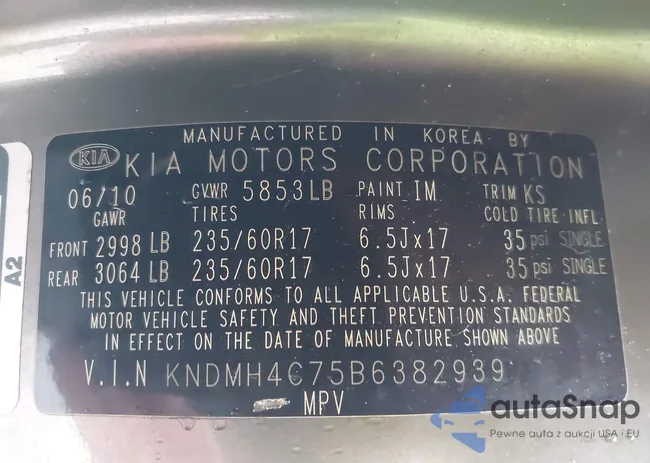 MANUFACTURED IN KOREA BY
KIA KIA MOTORS CORPORATION
06/10 GVWR 5853LB PAINT IM TRIM KS
GAWR TIRES RIMS COLD TIRE INFL.
FRONT 2998 LB 235/60R17 6.5Jx17 35 psi SINGLE
REAR 3064 LB 235/60R17 6.5Jx17 35 psi SINGLE
THIS VEHICLE CONFORMS TO ALL APPLICABLE U.S.A. FEDERAL
MOTOR VEHICLE SAFETY AND THEFT PREVENTION STANDARDS
IN EFFECT ON THE DATE OF MANUFACTURE SHOWN ABOVE
V.I.N KNDMH4C75B6382939
MPV
A2
autaSnap
Pewne auta z aukcji USA i EU